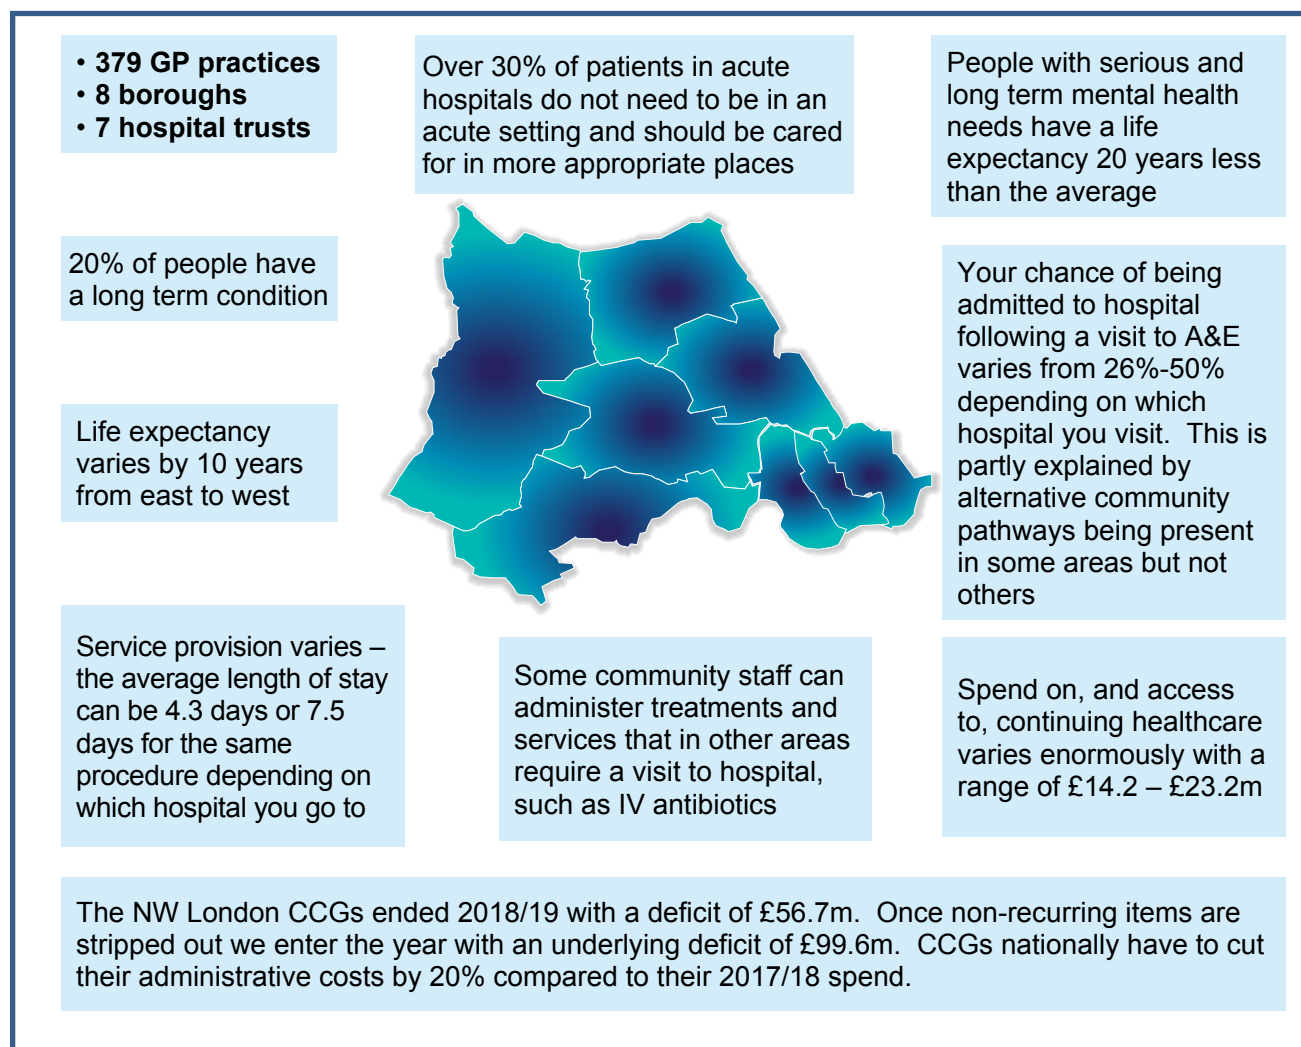 • 379 GP practices
• 8 boroughs
• 7 hospital trusts
Over 30% of patients in acute
hospitals do not need to be in an
acute setting and should be cared
for in more appropriate places
People with serious and
long term mental health
needs have a life
expectancy 20 years less
than the average
20% of people have
a long term condition
Your chance of being
admitted to hospital
following a visit to A&E
varies from 26%-50%
depending on which
hospital you visit.  This is
partly explained by
alternative community
pathways being present
in some areas but not
others
Life expectancy
varies by 10 years
from east to west
Service provision varies –
the average length of stay
can be 4.3 days or 7.5
days for the same
procedure depending on
which hospital you go to
Some community staff can
administer treatments and
services that in other areas
require a visit to hospital,
such as IV antibiotics
Spend on, and access
to, continuing healthcare
varies enormously with a
range of £14.2 – £23.2m
The NW London CCGs ended 2018/19 with a deficit of £56.7m.  Once non-recurring items are
stripped out we enter the year with an underlying deficit of £99.6m.  CCGs nationally have to cut
their administrative costs by 20% compared to their 2017/18 spend.